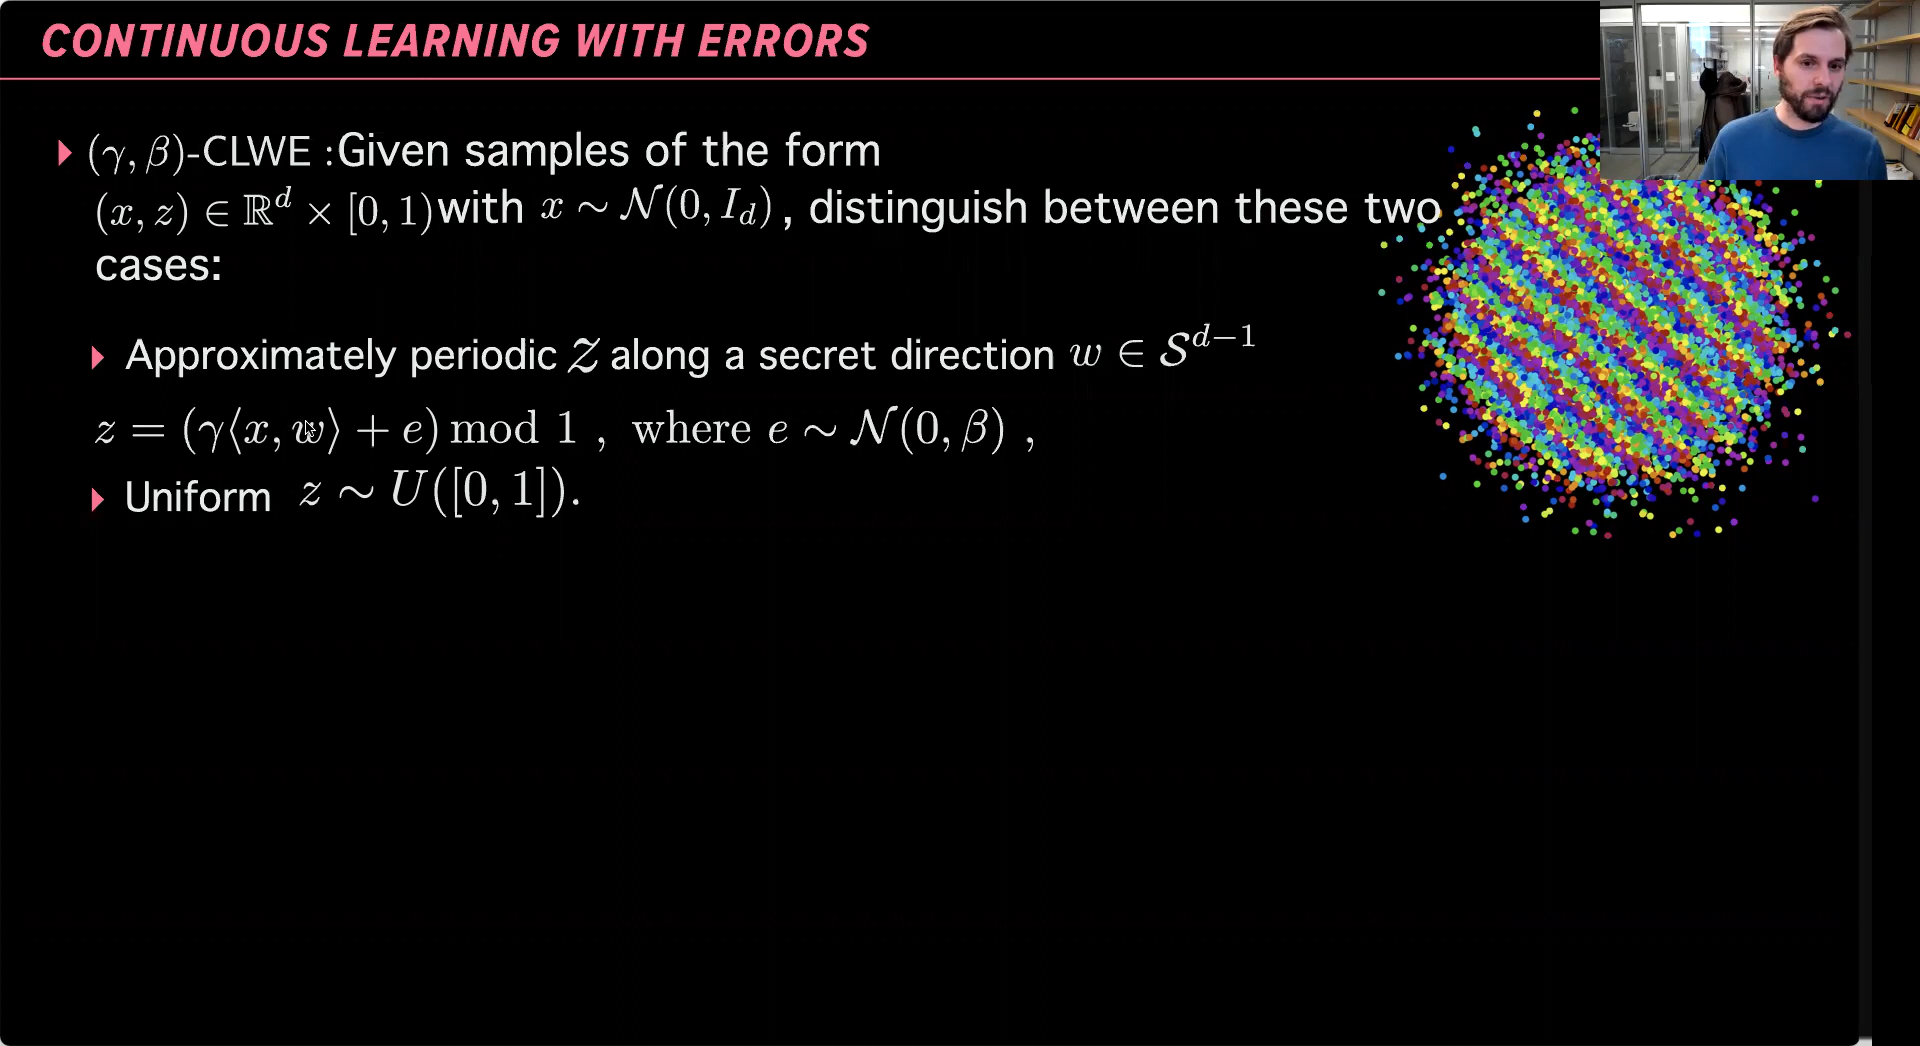 CONTINUOUS LEARNING WITH ERRORS
(γ, β)-CLWE :Given samples of the form
(x, z) ∈ ℝ^d × [0, 1) with x ∼ 𝒩(0, I_d) , distinguish between these two
cases:
Approximately periodic z along a secret direction w ∈ 𝒮^{d−1}
z = (γ⟨x, w⟩ + e) mod 1 , where e ∼ 𝒩(0, β) ,
Uniform z ∼ U([0, 1]).